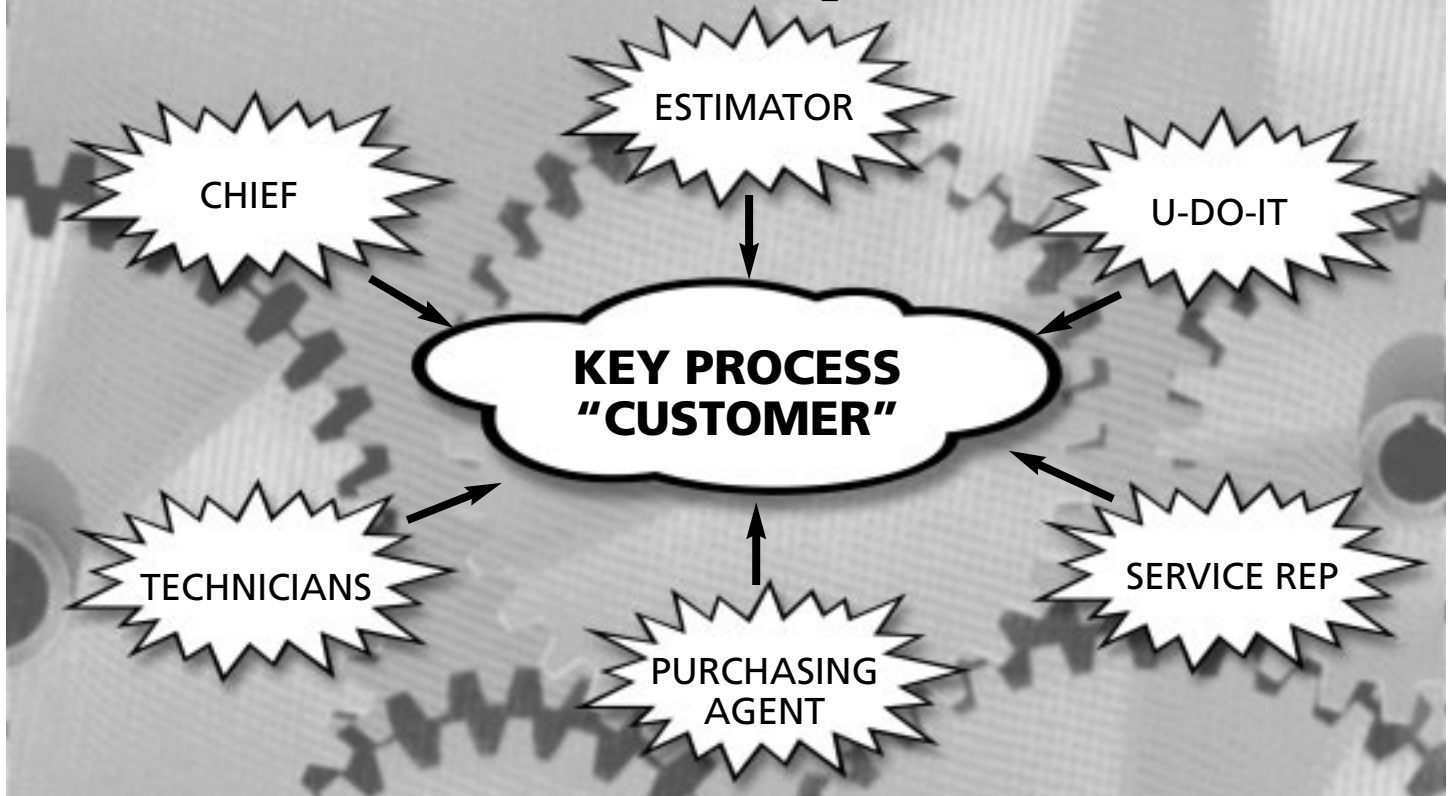 ESTIMATOR
CHIEF
U-DO-IT
KEY PROCESS
“CUSTOMER”
TECHNICIANS
SERVICE REP
PURCHASING
AGENT